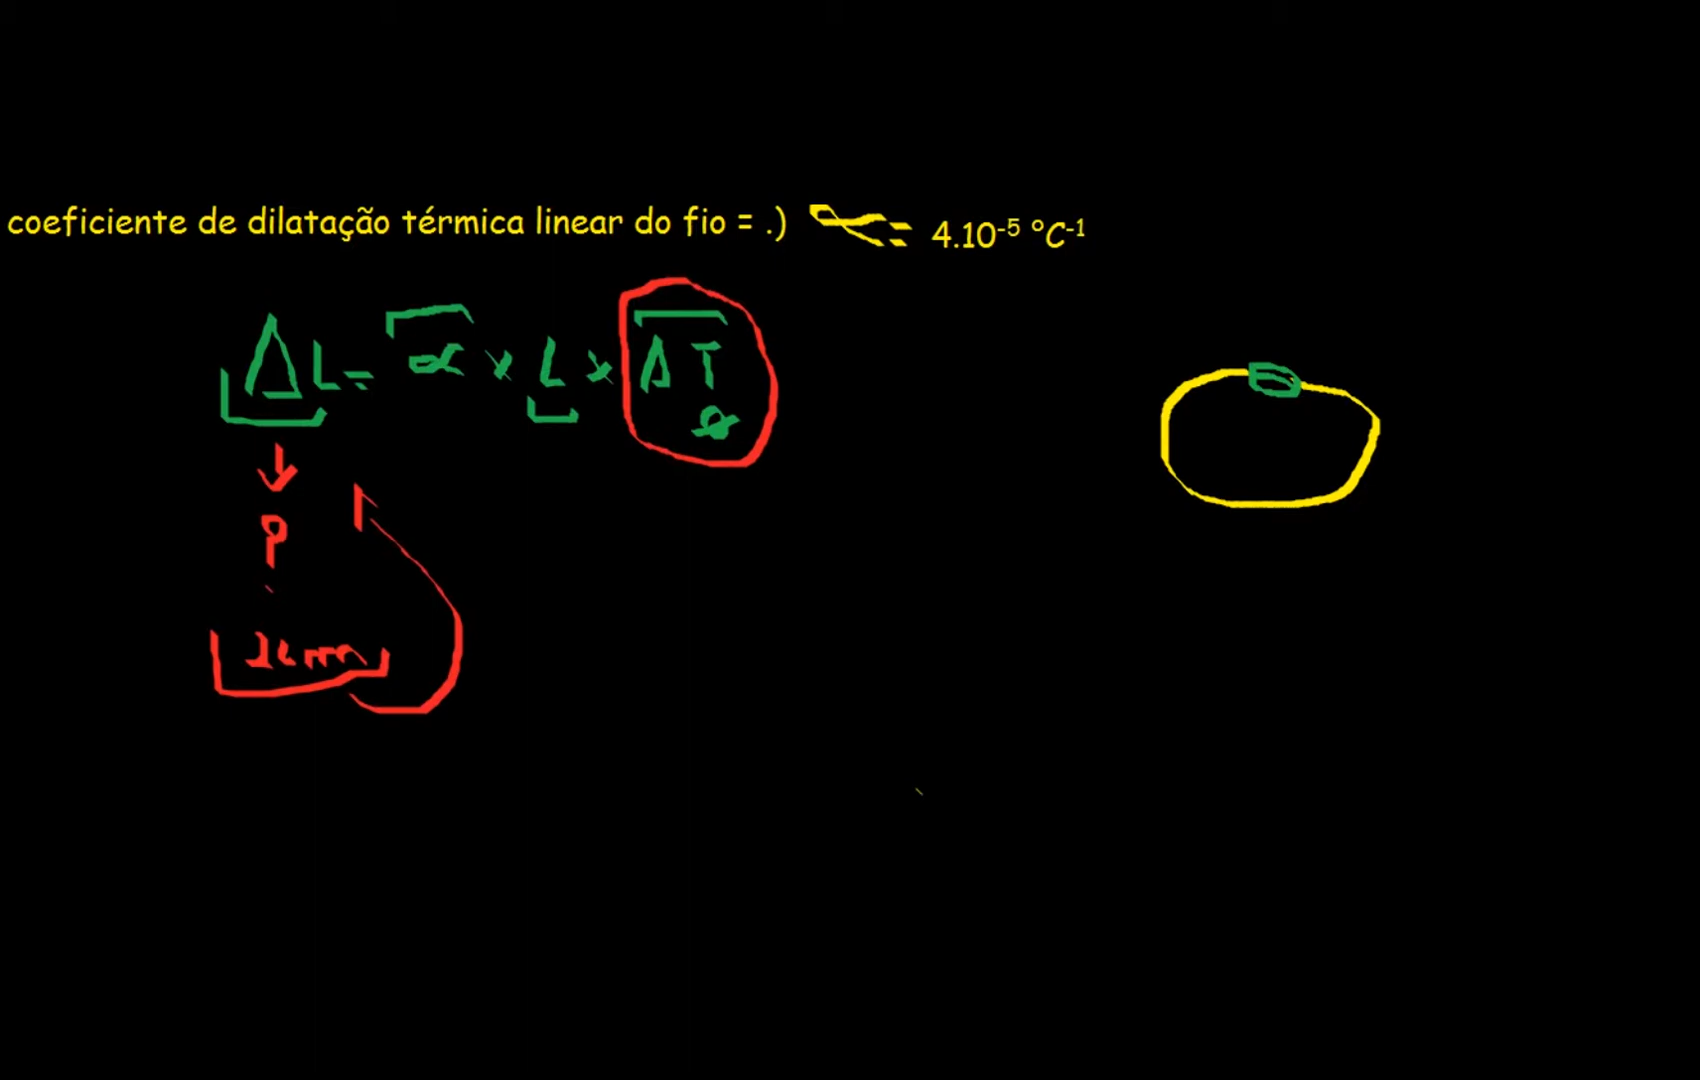 coeficiente de dilatação térmica linear do fio = .) α = 4.10⁻⁵ °C⁻¹
ΔL = α x L x ΔT
P